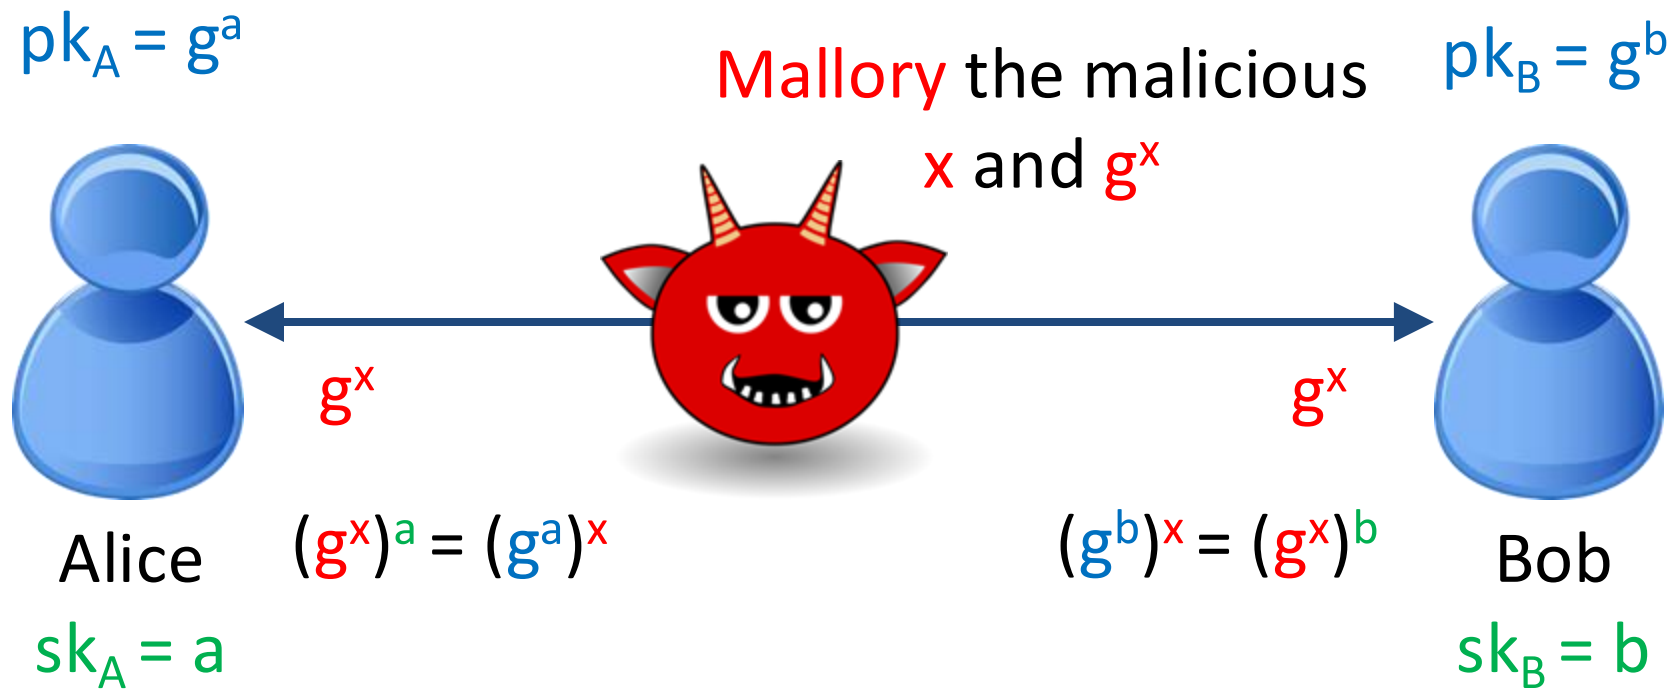 pk_A = g^a
Mallory the malicious
x and g^x
pk_B = g^b
g^x
g^x
(g^x)^a = (g^a)^x
(g^b)^x = (g^x)^b
Alice
Bob
sk_A = a
sk_B = b